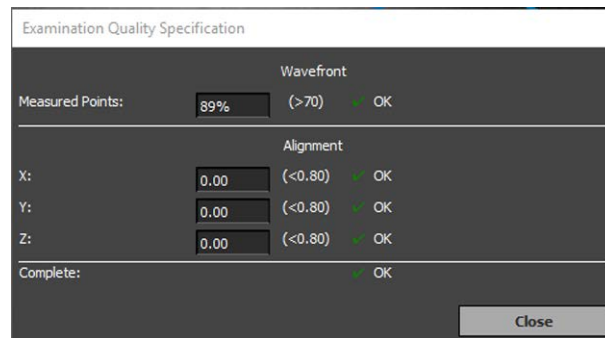 Examination Quality Specification
Wavefront
Measured Points: 89% (>70) ✓ OK
Alignment
X: 0.00 (<0.80) ✓ OK
Y: 0.00 (<0.80) ✓ OK
Z: 0.00 (<0.80) ✓ OK
Complete: ✓ OK
Close